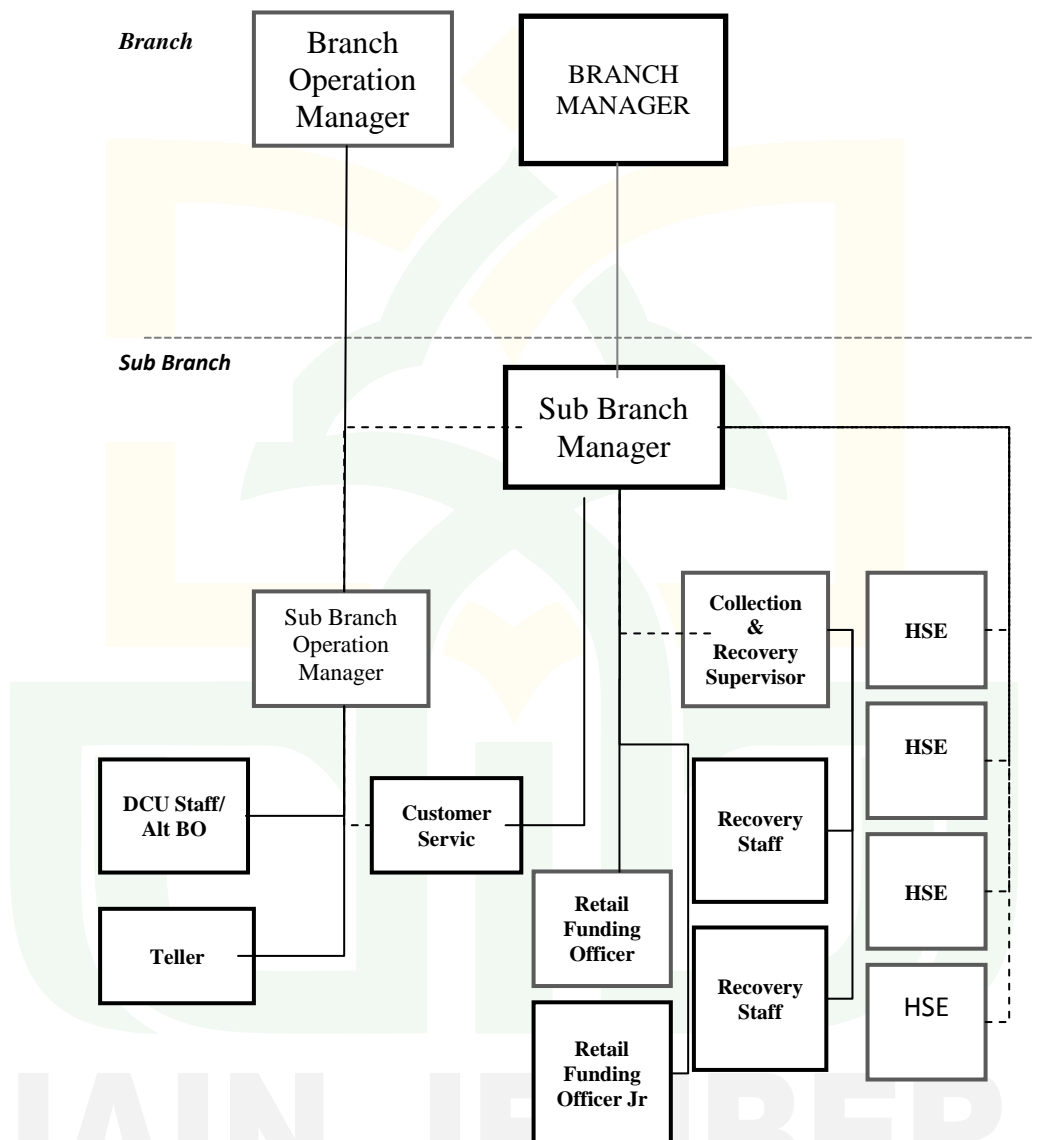 Branch
Branch
Operation
Manager
BRANCH
MANAGER
Sub Branch
Sub Branch
Manager
Sub Branch
Operation
Manager
Collection
&
Recovery
Supervisor
HSE
HSE
DCU Staff/
Alt BO
Customer
Servic
Recovery
Staff
HSE
Teller
Retail
Funding
Officer
Recovery
Staff
HSE
Retail
Funding
Officer Jr
IAIN JEMBER